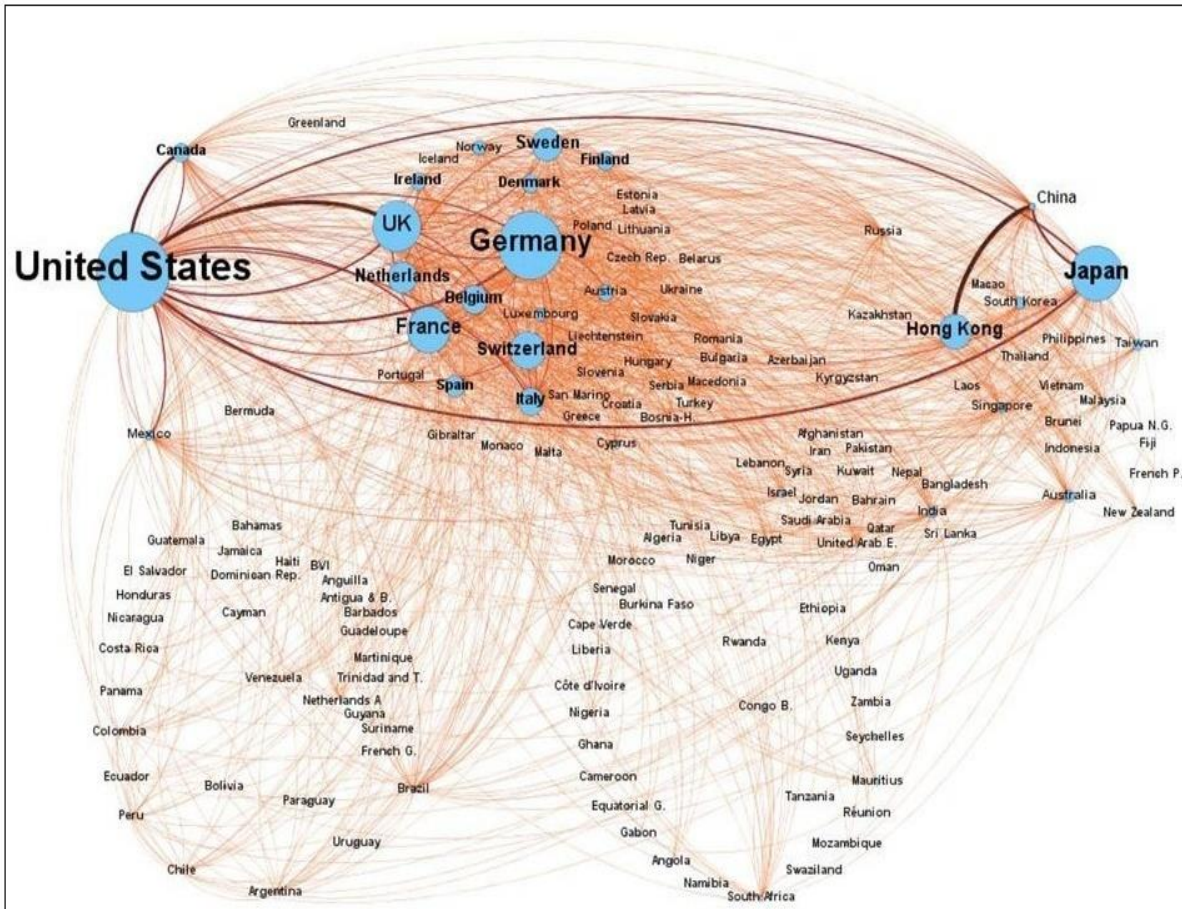 Greenland
Canada
Norway
Iceland
Sweden
Finland
Ireland
Denmark
Estonia
Latvia
China
UK
Germany
Poland
Lithuania
Russia
United States
Netherlands
Czech Rep.
Belarus
Japan
Belgium
Austria
Ukraine
Macao
South Korea
France
Luxembourg
Slovakia
Kazakhstan
Hong Kong
Switzerland
Liechtenstein
Romania
Philippines
Taiwan
Portugal
Slovenia
Hungary
Bulgaria
Azerbaijan
Thailand
Spain
Italy
San Marino
Serbia
Macedonia
Kyrgyzstan
Laos
Vietnam
Bermuda
Croatia
Turkey
Singapore
Malaysia
Mexico
Gibraltar
Greece
Bosnia-H.
Brunei
Papua N.G.
Monaco
Malta
Cyprus
Afghanistan
Iran
Pakistan
Indonesia
Fiji
Lebanon
Syria
Kuwait
Nepal
Bangladesh
French P.
Israel
Jordan
Bahrain
India
Australia
New Zealand
Bahamas
Tunisia
Saudi Arabia
Qatar
Sri Lanka
Guatemala
Jamaica
Algeria
Libya
Egypt
United Arab E.
El Salvador
Haiti
BVI
Morocco
Niger
Oman
Dominican Rep.
Anguilla
Honduras
Antigua & B.
Senegal
Nicaragua
Cayman
Barbados
Burkina Faso
Ethiopia
Guadeloupe
Cape Verde
Costa Rica
Martinique
Liberia
Rwanda
Kenya
Venezuela
Trinidad and T.
Uganda
Panama
Netherlands A
Côte d'Ivoire
Zambia
Guyana
Nigeria
Congo B.
Colombia
Suriname
Seychelles
French G.
Ghana
Ecuador
Bolivia
Brazil
Cameroon
Mauritius
Peru
Paraguay
Equatorial G.
Tanzania
Réunion
Uruguay
Gabon
Mozambique
Chile
Angola
Swaziland
Argentina
Namibia
South Africa